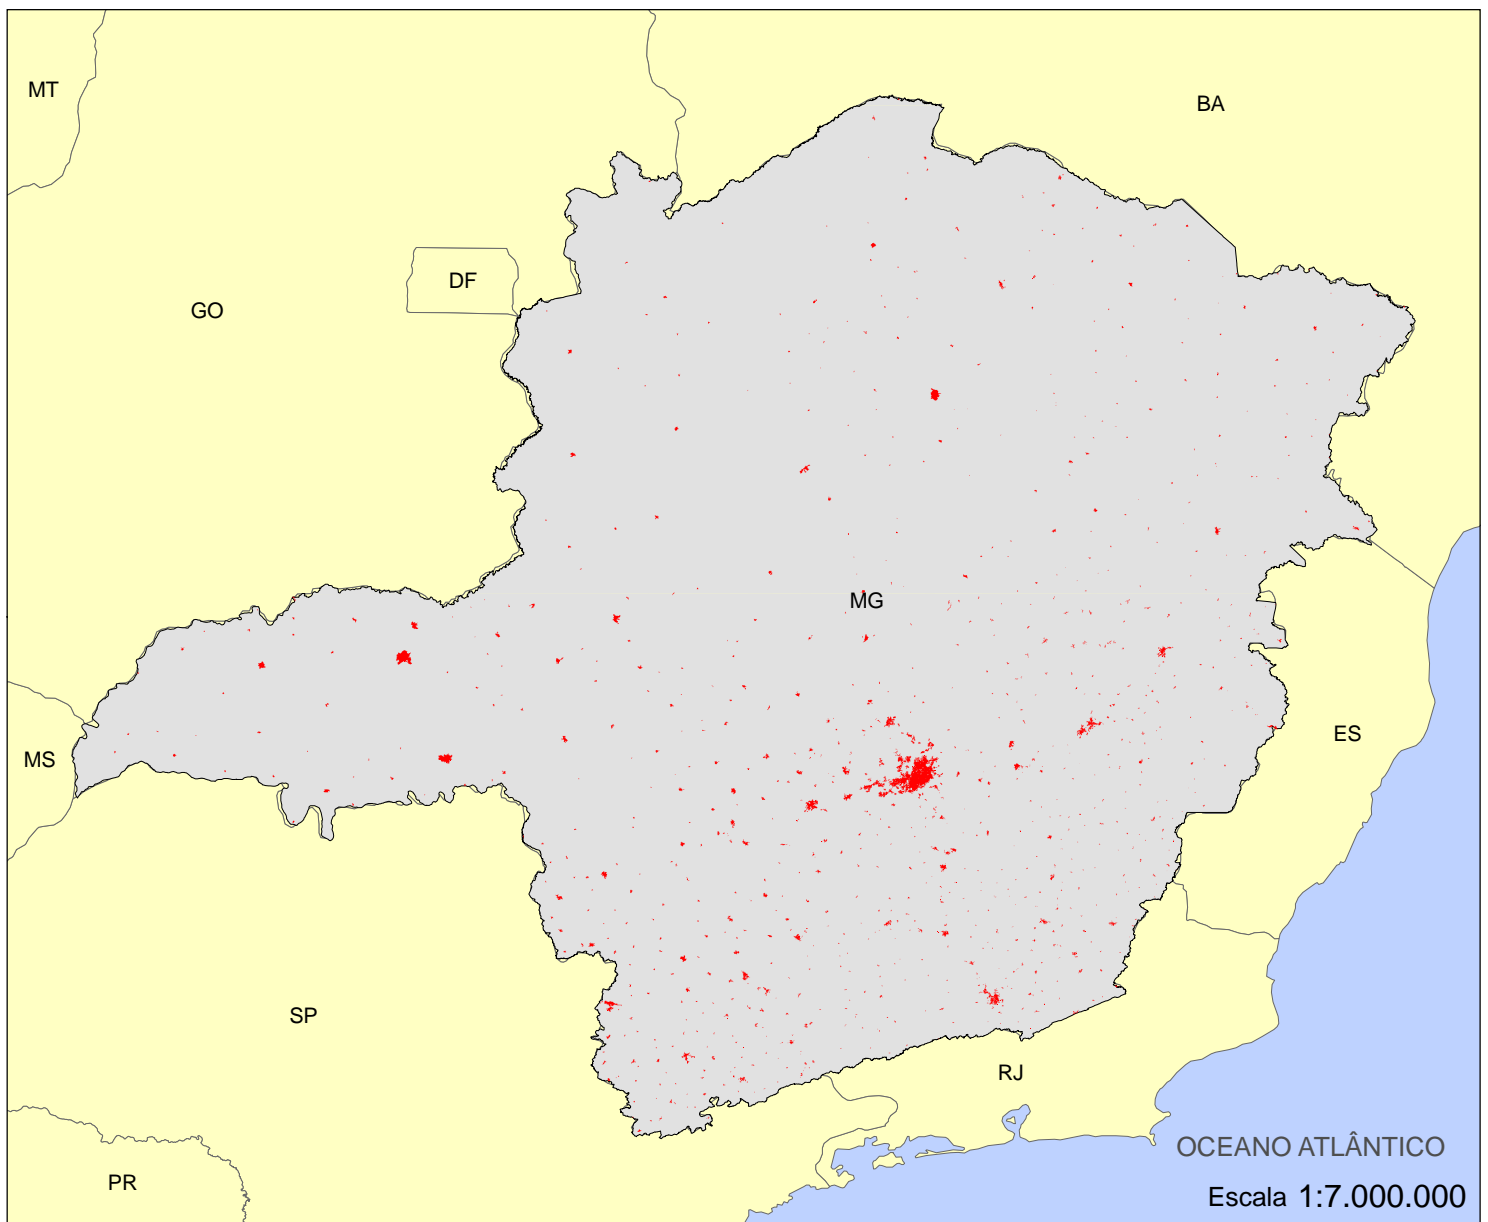 MT
BA
DF
GO
MG
ES
MS
SP
RJ
OCEANO ATLÂNTICO
PR
Escala 1:7.000.000